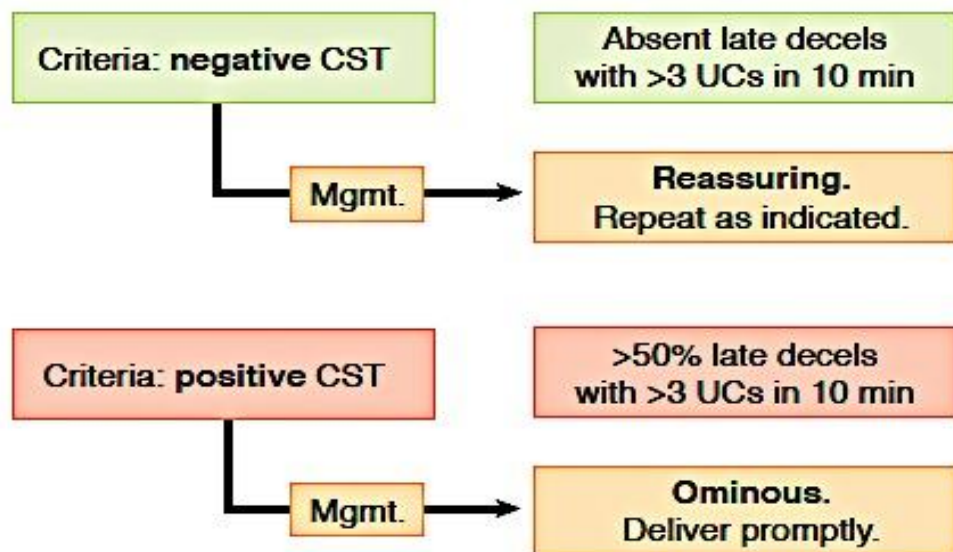 Criteria: negative CST
Absent late decels
with >3 UCs in 10 min
Mgmt.
Reassuring.
Repeat as indicated.
Criteria: positive CST
>50% late decels
with >3 UCs in 10 min
Mgmt.
Ominous.
Deliver promptly.